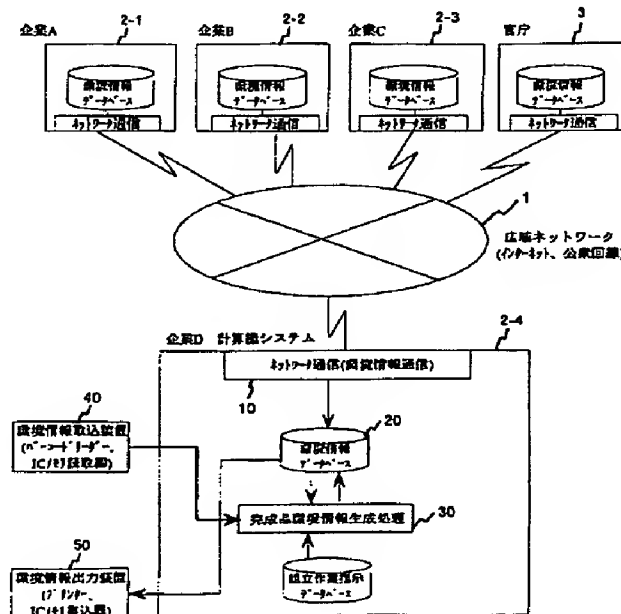 企業A 2-1 企業B 2-2 企業C 2-3 官庁 3
環境情報 環境情報 環境情報 環境情報
データベース データベース データベース データベース
ネットワーク通信 ネットワーク通信 ネットワーク通信 ネットワーク通信
1
広域ネットワーク
(インターネット、公衆回線)
企業D 計算機システム 2-4
ネットワーク通信(環境情報通信)
10
40
環境情報取込装置
(バーコードリーダー、
ICメモリ読取器)
20
環境情報
データベース
完成品環境情報生成処理
30
50
環境情報出力装置
(プリンター、
ICメモリ書込器)
組立作業指示
データベース